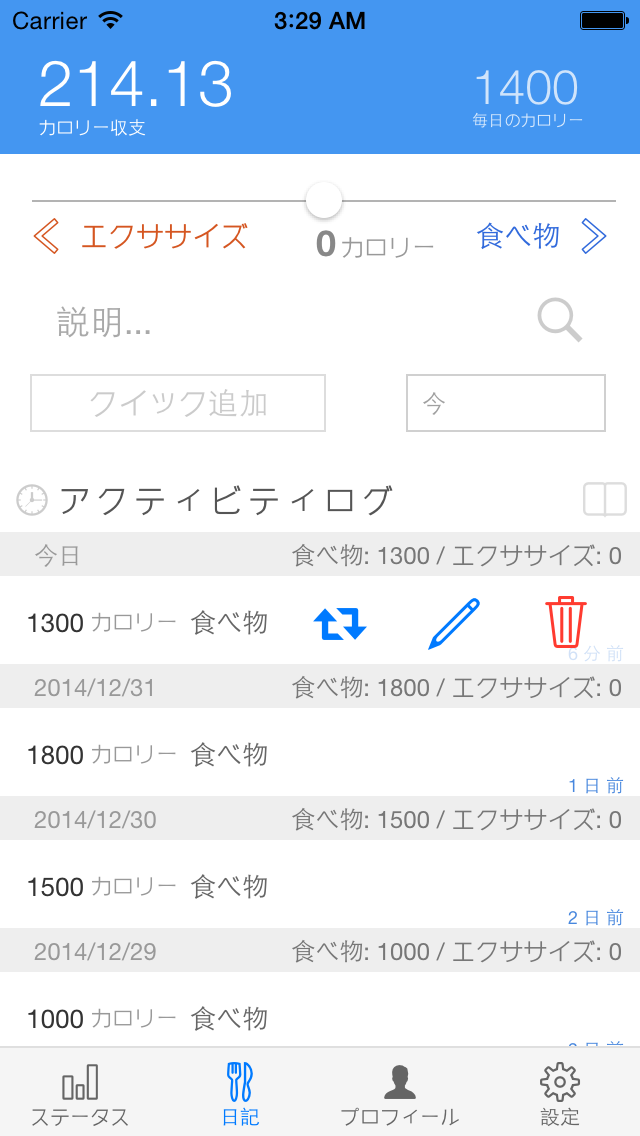 Carrier 3:29 AM
214.13 1400
カロリー収支 毎日のカロリー
エクササイズ 0 カロリー 食べ物
説明...
クイック追加 今
アクティビティログ
今日 食べ物: 1300 / エクササイズ: 0
1300 カロリー 食べ物
6 分 前
2014/12/31 食べ物: 1800 / エクササイズ: 0
1800 カロリー 食べ物
1 日 前
2014/12/30 食べ物: 1500 / エクササイズ: 0
1500 カロリー 食べ物
2 日 前
2014/12/29 食べ物: 1000 / エクササイズ: 0
1000 カロリー 食べ物
ステータス 日記 プロフィール 設定